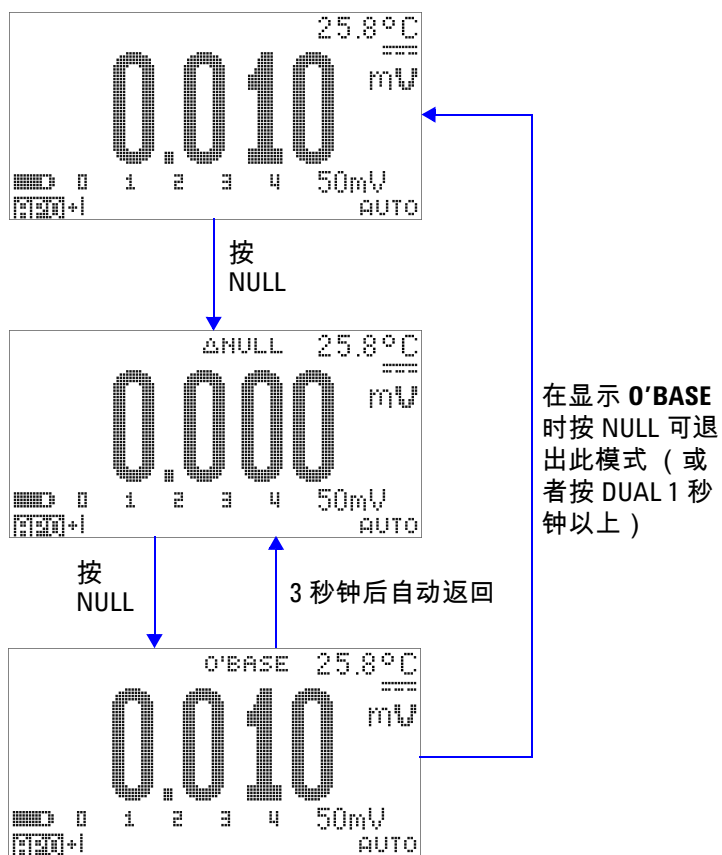 25.8°C
0.010 mV
0 1 2 3 4 50mV
APO AUTO
按
NULL
ΔNULL 25.8°C
0.000 mV
0 1 2 3 4 50mV
APO AUTO
在显示 O'BASE
时按 NULL 可退
出此模式 （或
者按 DUAL 1 秒
钟以上 ）
按
NULL
3 秒钟后自动返回
O'BASE 25.8°C
0.010 mV
0 1 2 3 4 50mV
APO AUTO